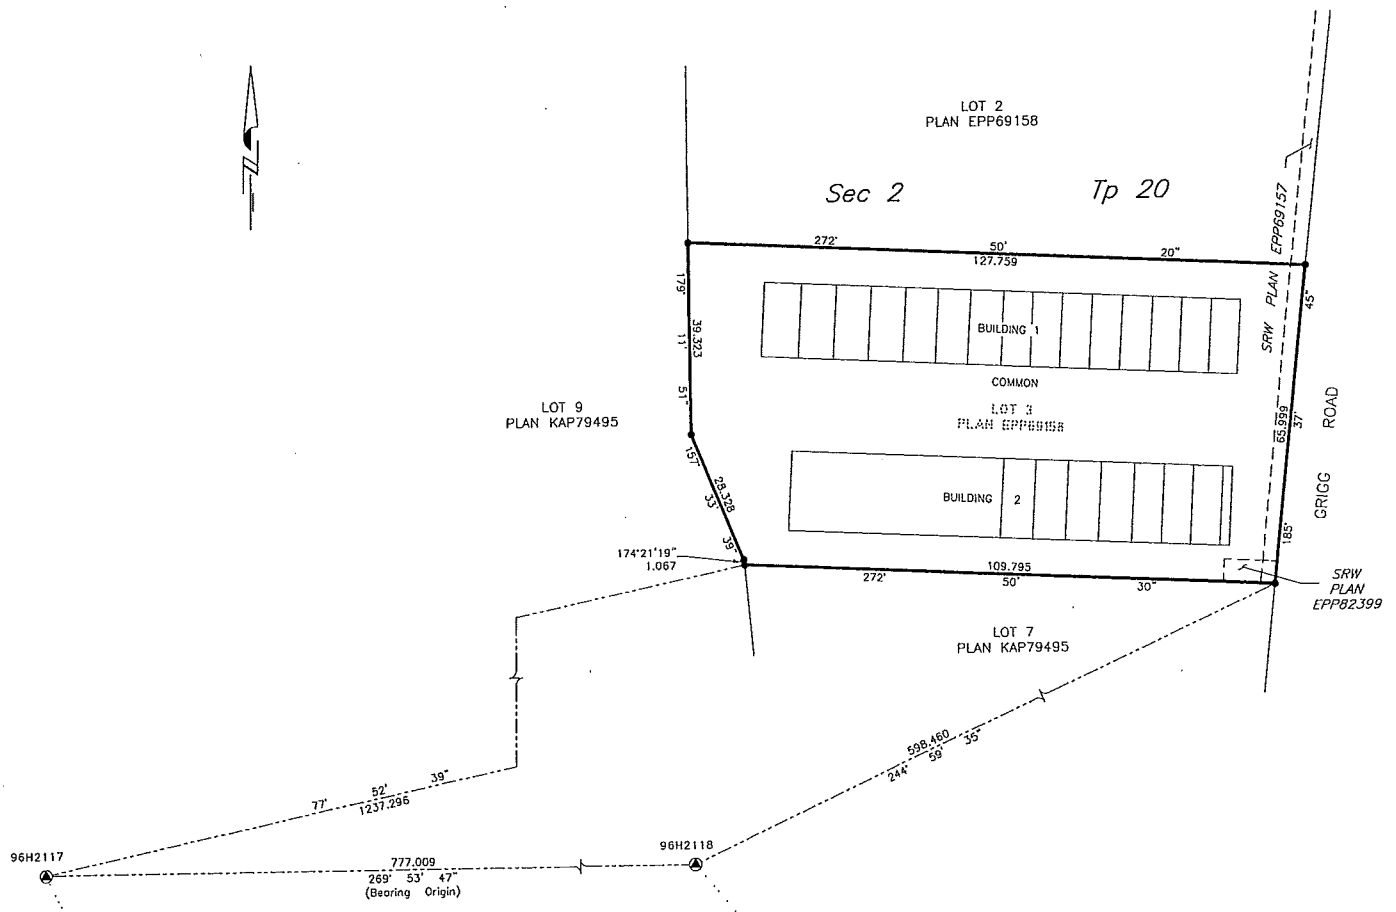 LOT 2
PLAN EPP69158
Sec 2
Tp 20
SRW PLAN EPP69157
272' 50' 20"
127.759
179' 11' 51"
39.323
BUILDING 1
COMMON
LOT 3
PLAN EPP69158
LOT 9
PLAN KAP79495
45"
37'
185'
65.999
GRIGG ROAD
157' 33' 39"
28.328
BUILDING 2
174°21'19"
1.067
109.795
272' 50' 30"
SRW
PLAN
EPP82399
LOT 7
PLAN KAP79495
598.460
244' 59' 35"
77' 52' 39"
1237.296
96H2117
96H2118
777.009
269' 53' 47"
(Bearing Origin)